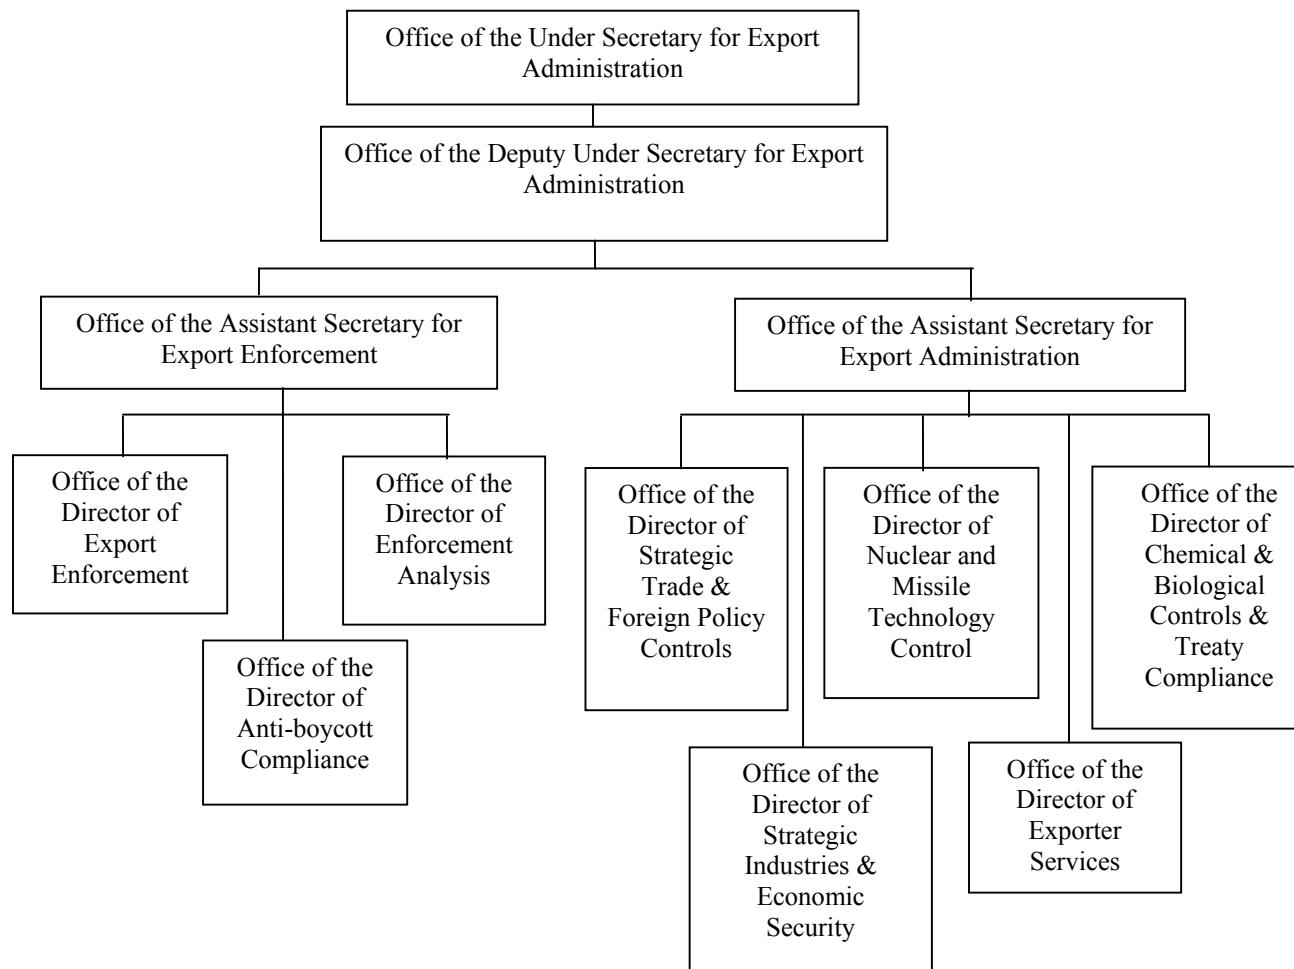 Office of the Under Secretary for Export
Administration
Office of the Deputy Under Secretary for Export
Administration
Office of the Assistant Secretary for
Export Enforcement
Office of the Assistant Secretary for
Export Administration
Office of the
Director of
Export
Enforcement
Office of the
Director of
Enforcement
Analysis
Office of the
Director of
Strategic
Trade &
Foreign Policy
Controls
Office of the
Director of
Nuclear and
Missile
Technology
Control
Office of the
Director of
Chemical &
Biological
Controls &
Treaty
Compliance
Office of the
Director of
Anti-boycott
Compliance
Office of the
Director of
Strategic
Industries &
Economic
Security
Office of the
Director of
Exporter
Services